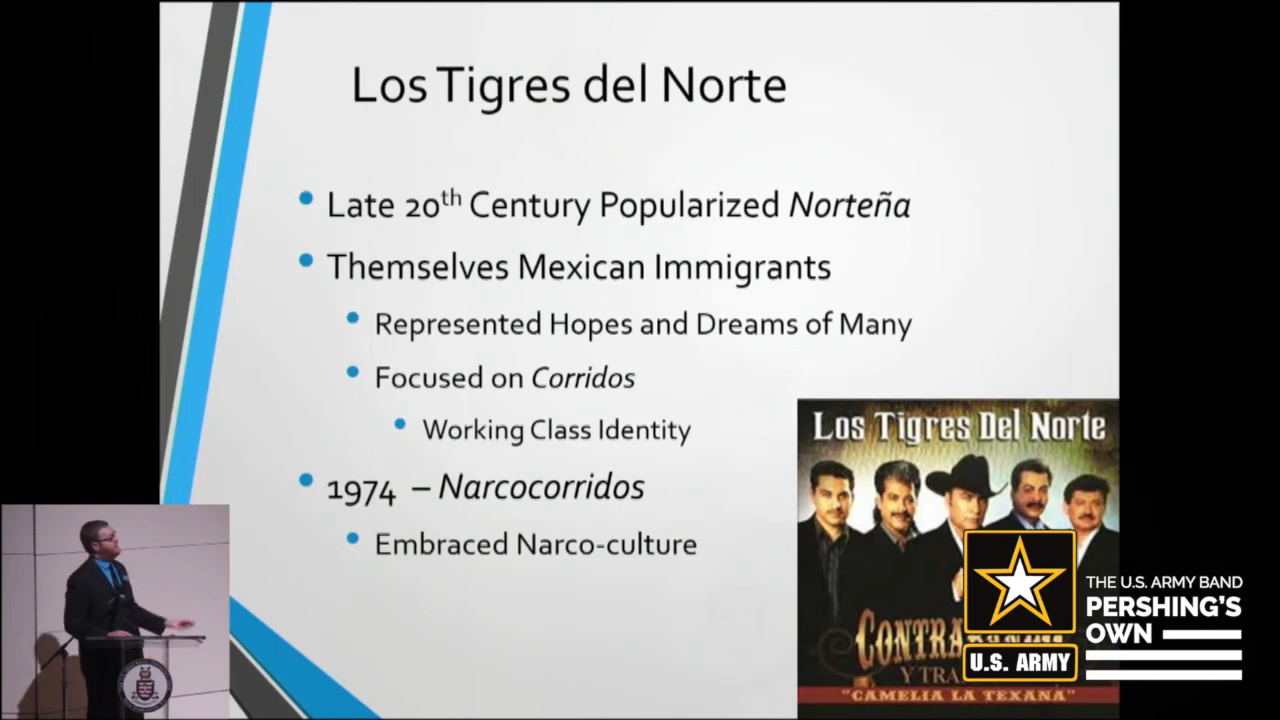 Los Tigres del Norte
• Late 20th Century Popularized Norteña
• Themselves Mexican Immigrants
• Represented Hopes and Dreams of Many
• Focused on Corridos
• Working Class Identity
• 1974 – Narcocorridos
• Embraced Narco-culture
Los Tigres Del Norte
"CAMELIA LA TEXANA"
U.S. ARMY
THE U.S. ARMY BAND
PERSHING'S
OWN